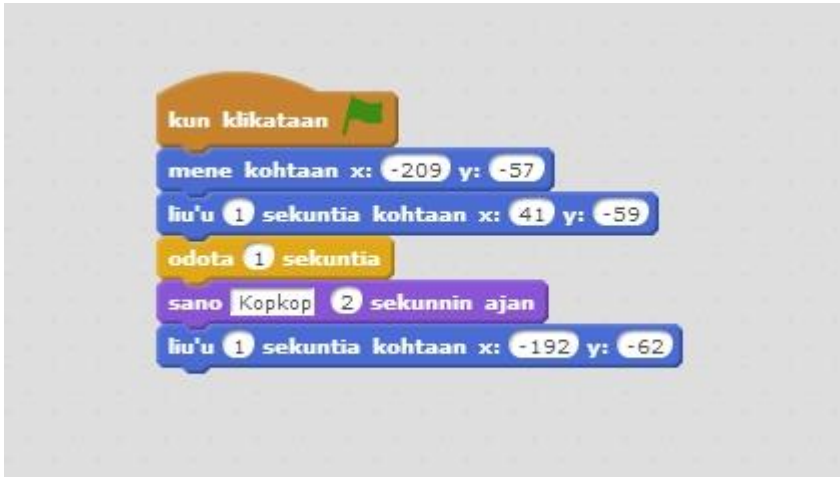 kun klikataan
mene kohtaan x: -209 y: -57
liu'u 1 sekuntia kohtaan x: 41 y: -59
odota 1 sekuntia
sano Kopkop 2 sekunnin ajan
liu'u 1 sekuntia kohtaan x: -192 y: -62